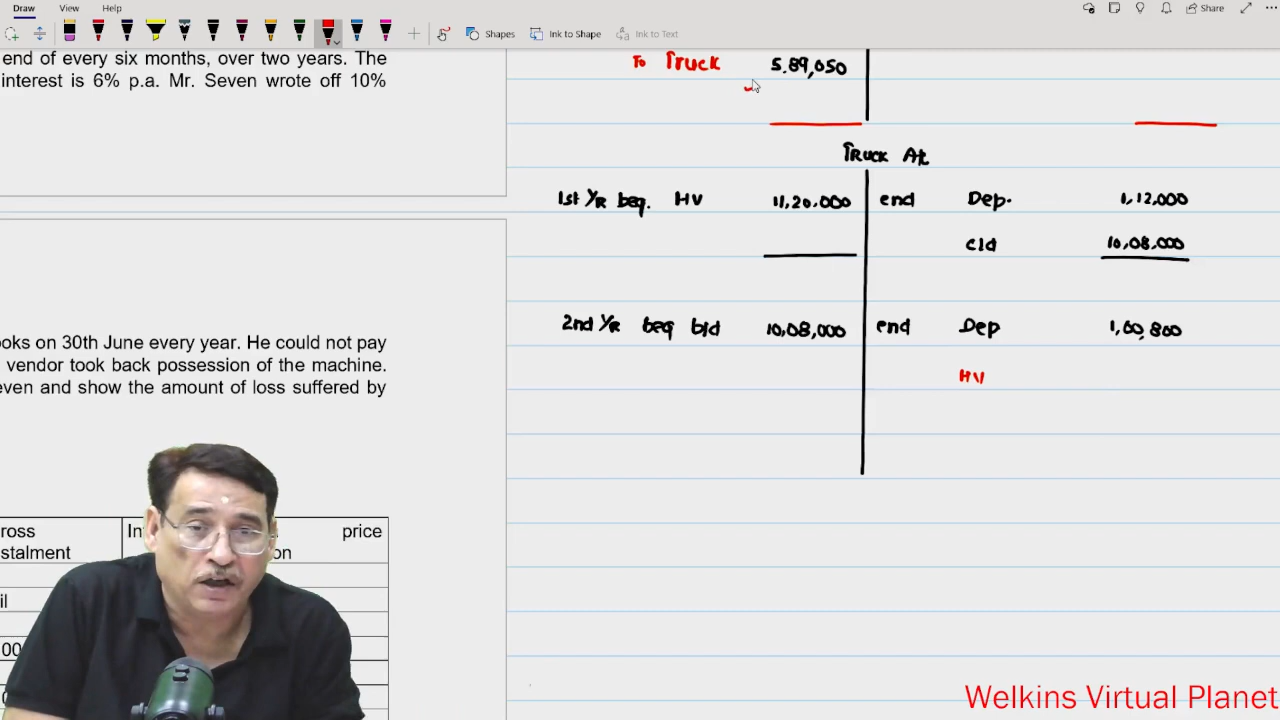 Draw View Help
Shapes Ink to Shape Ink to Text Share
end of every six months, over two years. The
interest is 6% p.a. Mr. Seven wrote off 10%
ooks on 30th June every year. He could not pay
vendor took back possession of the machine.
even and show the amount of loss suffered by
ross
stalment
In
price
on
il
00
To Truck 5,89,050
Truck A/c
1st YR beg. HV 11,20,000 end Dep. 1,12,000
c/d 10,08,000
2nd YR beg b/d 10,08,000 end Dep 1,00,800
HV
Welkins Virtual Planet